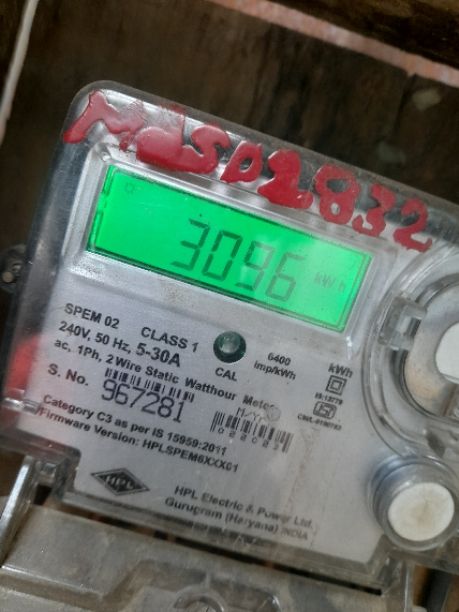 3096 kWh
SPEM 02 CLASS 1
240V, 50 Hz, 5-30A
ac, 1Ph, 2 Wire Static Watthour Meter
CAL
6400
imp/kWh
kWh
S. No. 967281
Category C3 as per IS 15959:2011
Firmware Version: HPLSPEM6XXX01
HPL
HPL Electric & Power Ltd.
Gurugram (Haryana) INDIA